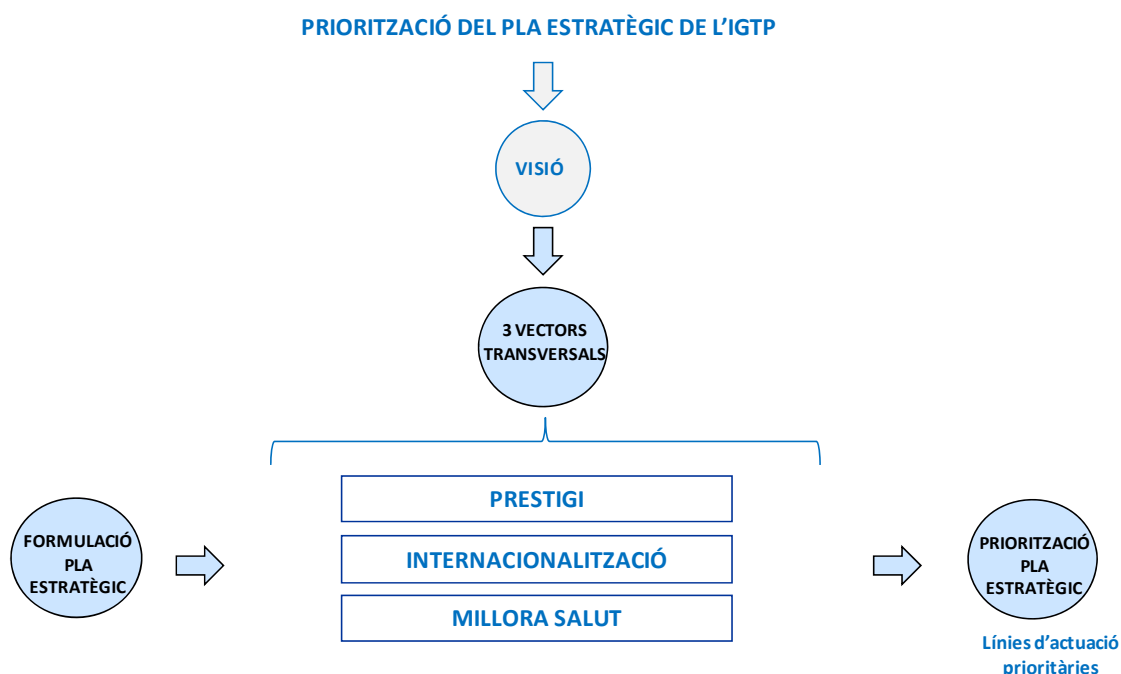 PRIORITZACIÓ DEL PLA ESTRATÈGIC DE L'IGTP
VISIÓ
3 VECTORS
TRANSVERSALS
PRESTIGI
FORMULACIÓ
PLA
ESTRATÈGIC
INTERNACIONALITZACIÓ
PRIORITZACIÓ
PLA
ESTRATÈGIC
MILLORA SALUT
Línies d'actuació
prioritàries